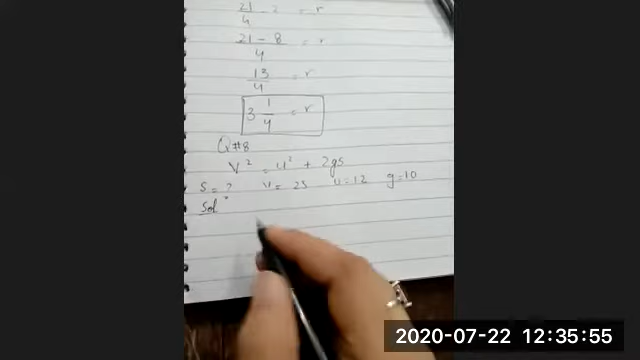 21/4 - 2 = r
21 - 8 / 4 = r
13/4 = r
3 1/4 = r
Q#8
V² = u² + 2gs
s = ? v = 25 u = 12 g = 10
Sol
2020-07-22 12:35:55